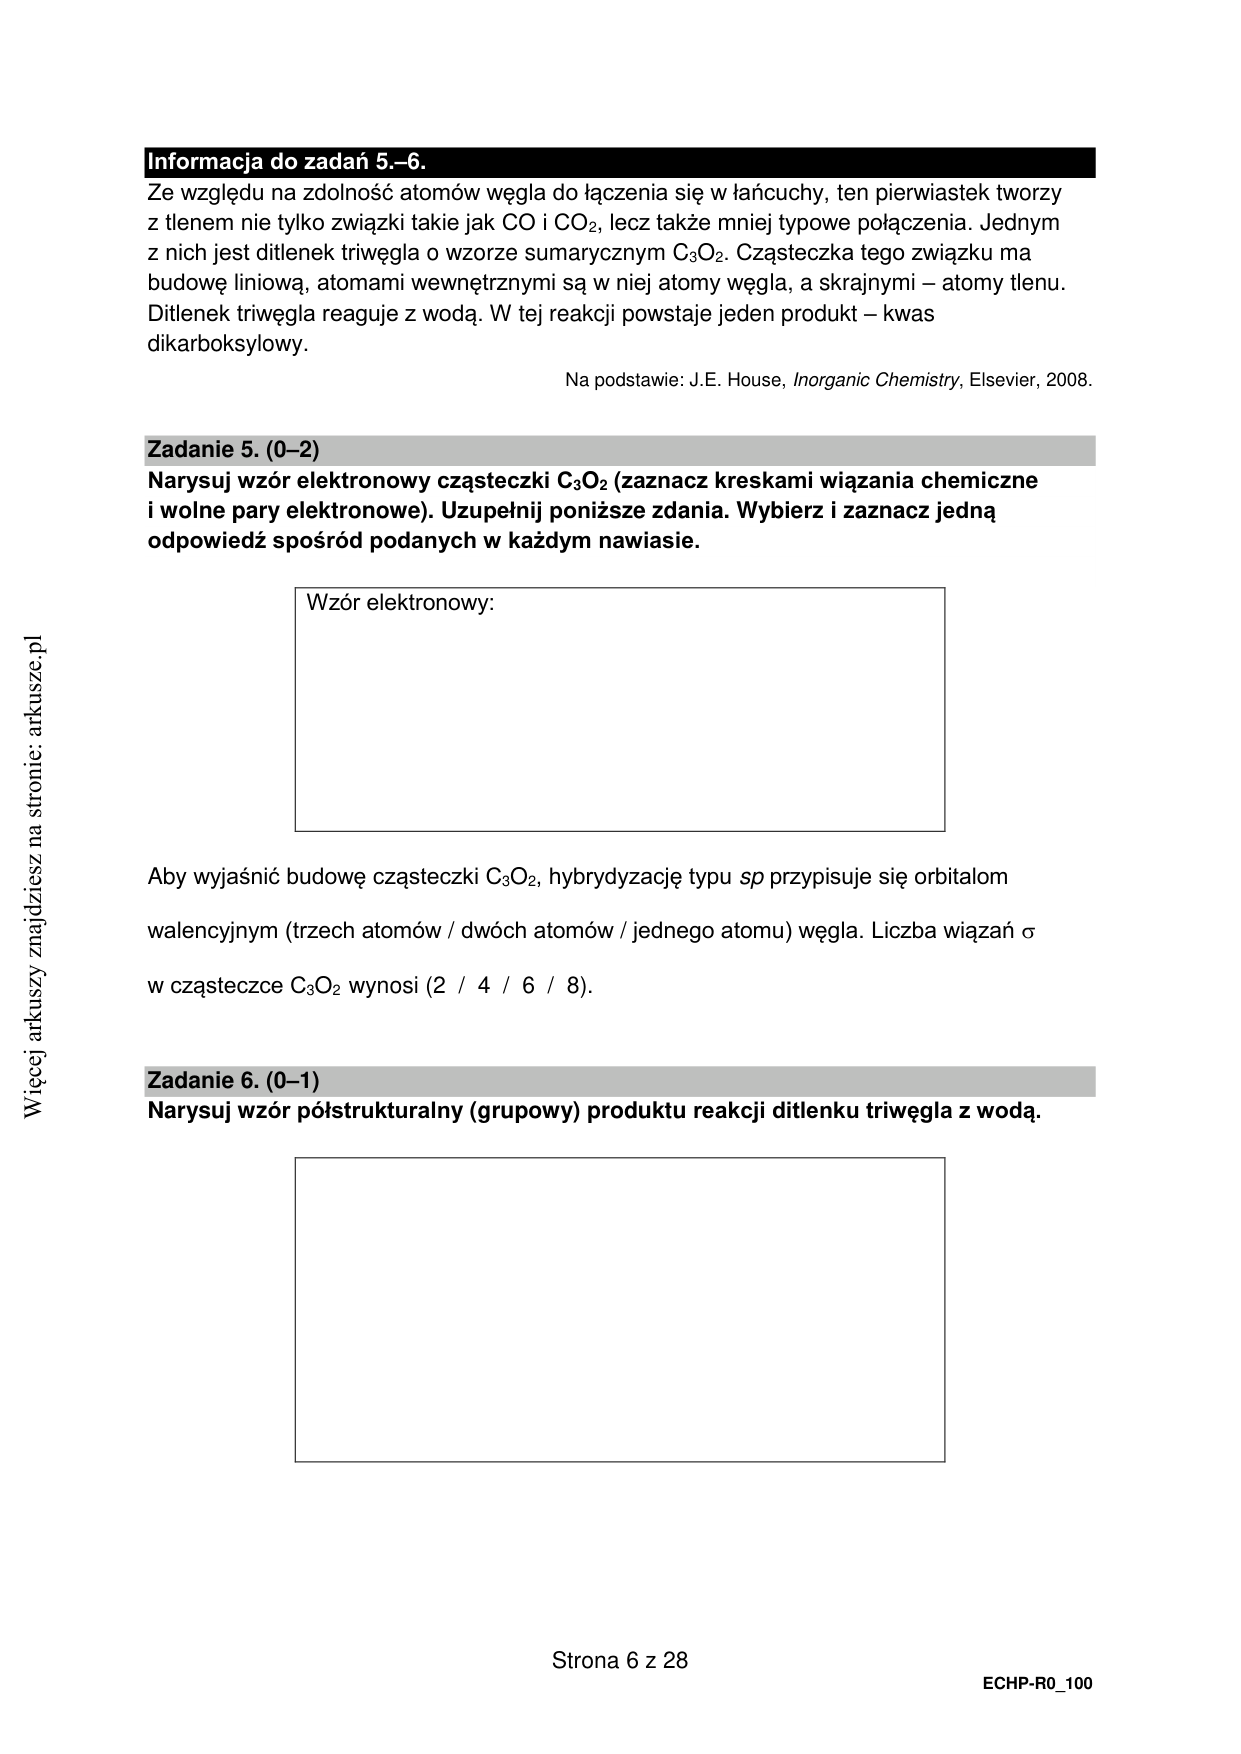 Informacja do zadań 5.–6.
Ze względu na zdolność atomów węgla do łączenia się w łańcuchy, ten pierwiastek tworzy
z tlenem nie tylko związki takie jak CO i CO₂, lecz także mniej typowe połączenia. Jednym
z nich jest ditlenek triwęgla o wzorze sumarycznym C₃O₂. Cząsteczka tego związku ma
budowę liniową, atomami wewnętrznymi są w niej atomy węgla, a skrajnymi – atomy tlenu.
Ditlenek triwęgla reaguje z wodą. W tej reakcji powstaje jeden produkt – kwas
dikarboksylowy.
Na podstawie: J.E. House, Inorganic Chemistry, Elsevier, 2008.
Zadanie 5. (0–2)
Narysuj wzór elektronowy cząsteczki C₃O₂ (zaznacz kreskami wiązania chemiczne
i wolne pary elektronowe). Uzupełnij poniższe zdania. Wybierz i zaznacz jedną
odpowiedź spośród podanych w każdym nawiasie.
Wzór elektronowy:
Aby wyjaśnić budowę cząsteczki C₃O₂, hybrydyzację typu sp przypisuje się orbitalom
walencyjnym (trzech atomów / dwóch atomów / jednego atomu) węgla. Liczba wiązań σ
w cząsteczce C₃O₂ wynosi (2 / 4 / 6 / 8).
Zadanie 6. (0–1)
Narysuj wzór półstrukturalny (grupowy) produktu reakcji ditlenku triwęgla z wodą.
Strona 6 z 28
ECHP-R0_100
Więcej arkuszy znajdziesz na stronie: arkusze.pl